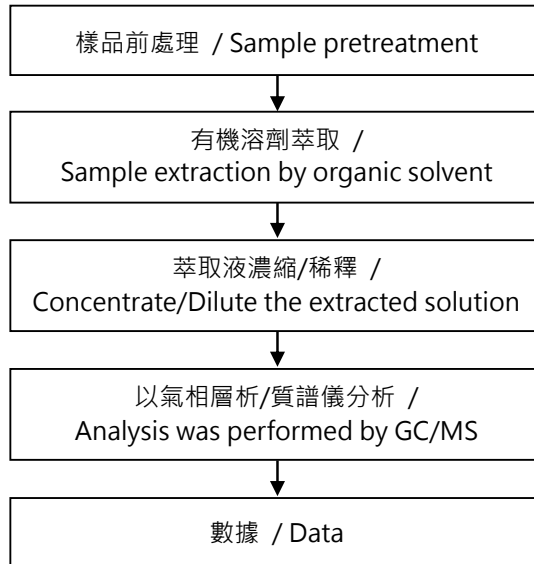 樣品前處理 / Sample pretreatment
有機溶劑萃取 /
Sample extraction by organic solvent
萃取液濃縮/稀釋 /
Concentrate/Dilute the extracted solution
以氣相層析/質譜儀分析 /
Analysis was performed by GC/MS
數據 / Data